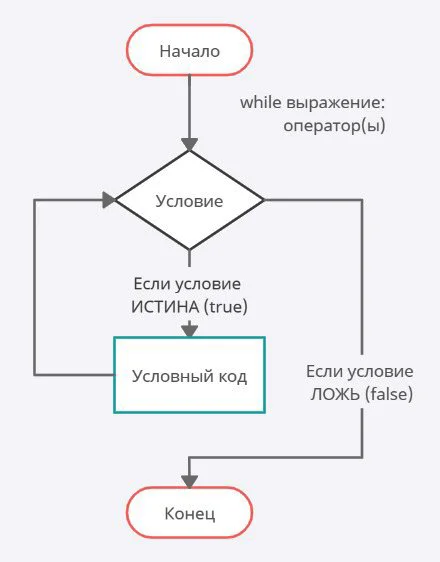 Начало
while выражение:
оператор(ы)
Условие
Если условие
ИСТИНА (true)
Условный код
Если условие
ЛОЖЬ (false)
Конец